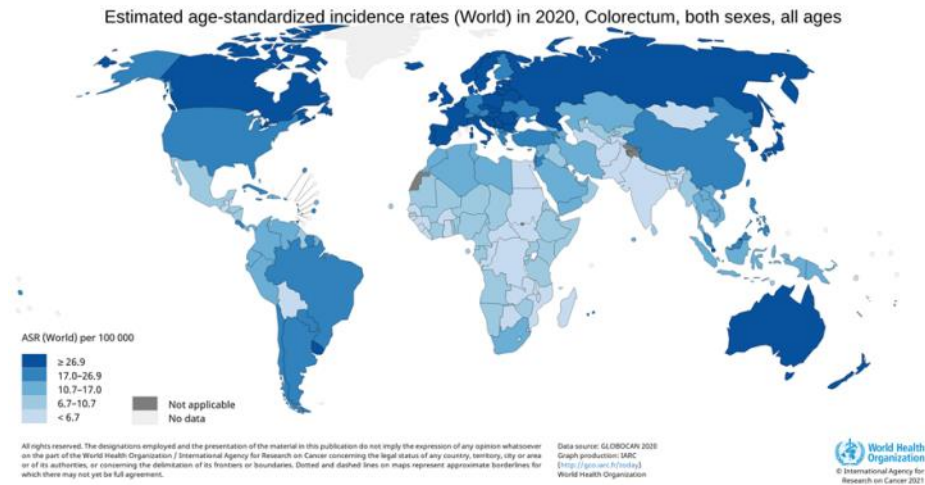 Estimated age-standardized incidence rates (World) in 2020, Colorectum, both sexes, all ages
ASR (World) per 100 000
≥ 26.9
17.0–26.9
10.7–17.0
6.7–10.7
< 6.7
Not applicable
No data
All rights reserved. The designations employed and the presentation of the material in this publication do not imply the expression of any opinion whatsoever
on the part of the World Health Organization / International Agency for Research on Cancer concerning the legal status of any country, territory, city or area
or of its authorities, or concerning the delimitation of its frontiers or boundaries. Dotted and dashed lines on maps represent approximate borderlines for
which there may not yet be full agreement.
Data source: GLOBOCAN 2020
Graph production: IARC
(http://gco.iarc.fr/today)
World Health Organization
World Health
Organization
© International Agency for
Research on Cancer 2021